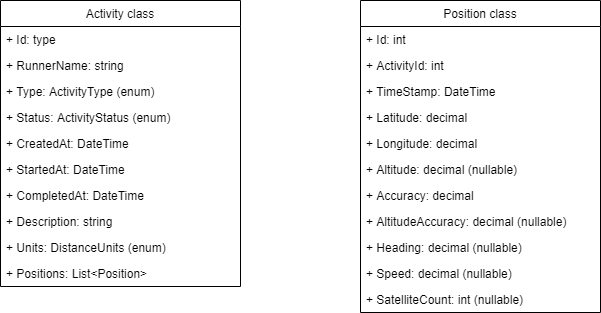 Activity class
+ Id: type
+ RunnerName: string
+ Type: ActivityType (enum)
+ Status: ActivityStatus (enum)
+ CreatedAt: DateTime
+ StartedAt: DateTime
+ CompletedAt: DateTime
+ Description: string
+ Units: DistanceUnits (enum)
+ Positions: List<Position>
Position class
+ Id: int
+ ActivityId: int
+ TimeStamp: DateTime
+ Latitude: decimal
+ Longitude: decimal
+ Altitude: decimal (nullable)
+ Accuracy: decimal
+ AltitudeAccuracy: decimal (nullable)
+ Heading: decimal (nullable)
+ Speed: decimal (nullable)
+ SatelliteCount: int (nullable)